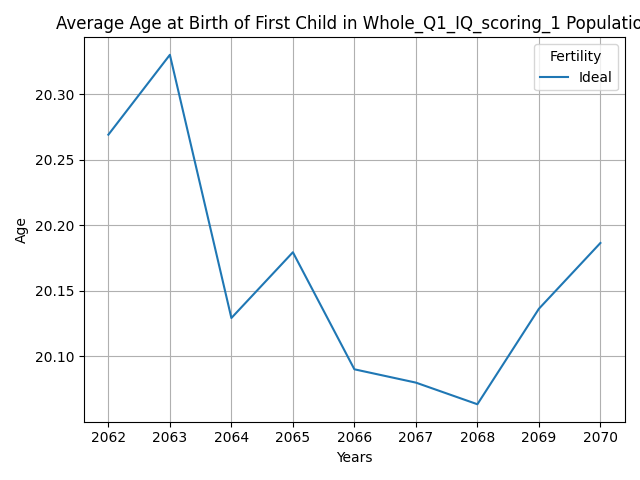 Average Age at Birth of First Child in Whole_Q1_IQ_scoring_1 Populatio
Fertility
Ideal
20.30
20.25
20.20
20.15
20.10
Age
2062 2063 2064 2065 2066 2067 2068 2069 2070
Years